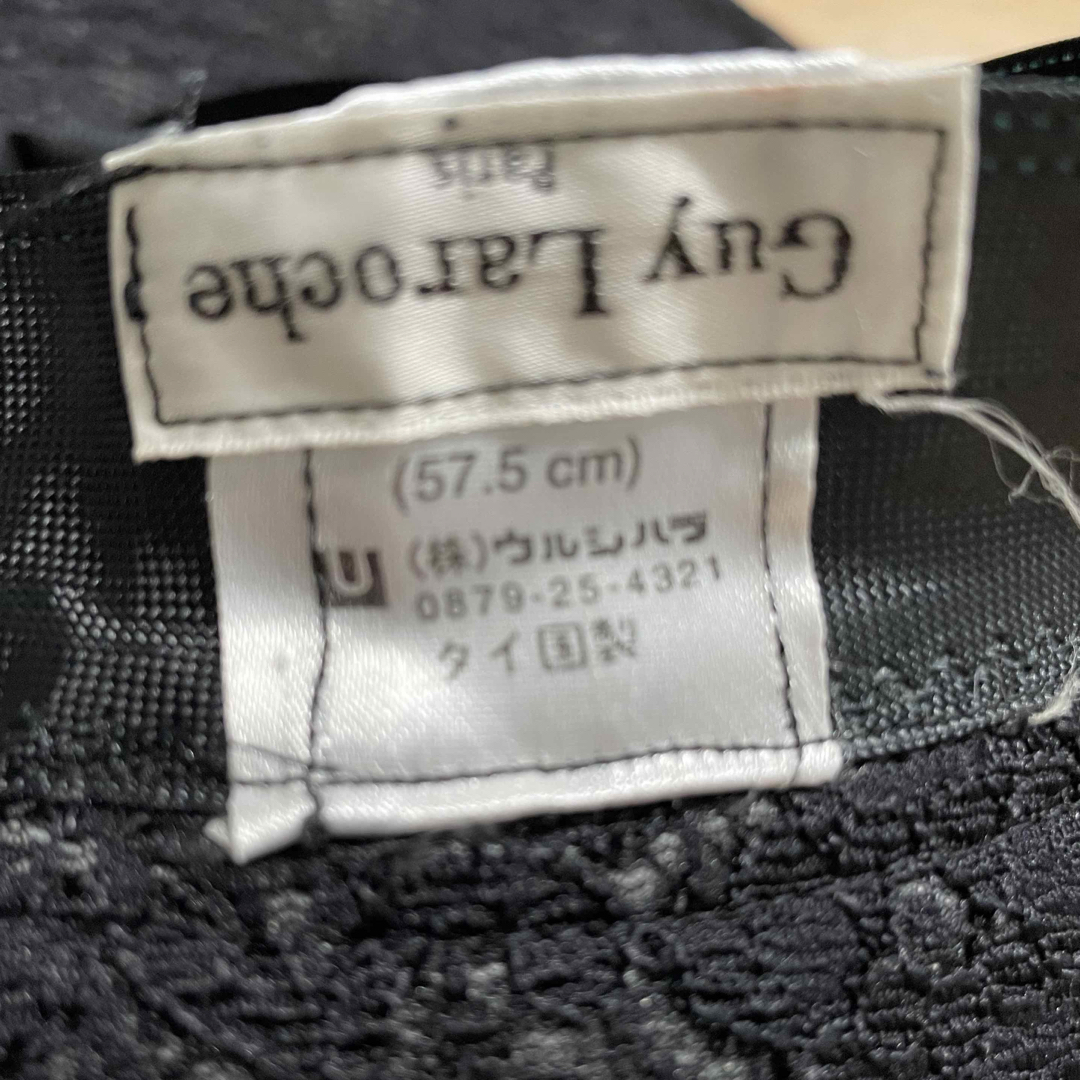 Guy Laroche
Paris
(57.5 cm)
U (株)ウルシハラ
0879-25-4321
タイ国製